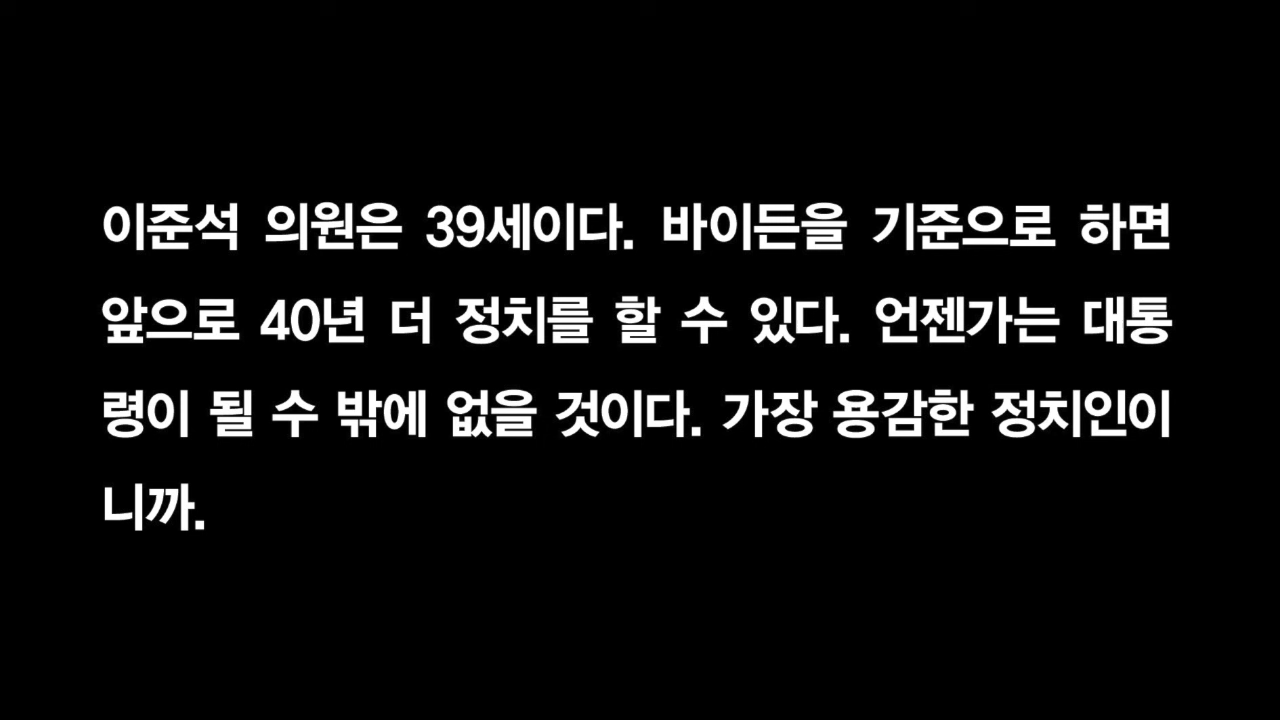 이준석 의원은 39세이다. 바이든을 기준으로 하면
앞으로 40년 더 정치를 할 수 있다. 언젠가는 대통
령이 될 수 밖에 없을 것이다. 가장 용감한 정치인이
니까.